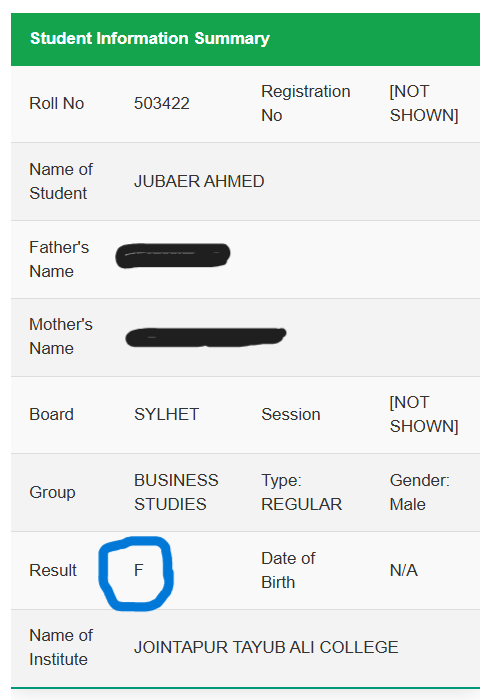 Student Information Summary
Roll No 503422 Registration No [NOT SHOWN]
Name of Student JUBAER AHMED
Father's Name
Mother's Name
Board SYLHET Session [NOT SHOWN]
Group BUSINESS STUDIES Type: REGULAR Gender: Male
Result F Date of Birth N/A
Name of Institute JOINTAPUR TAYUB ALI COLLEGE